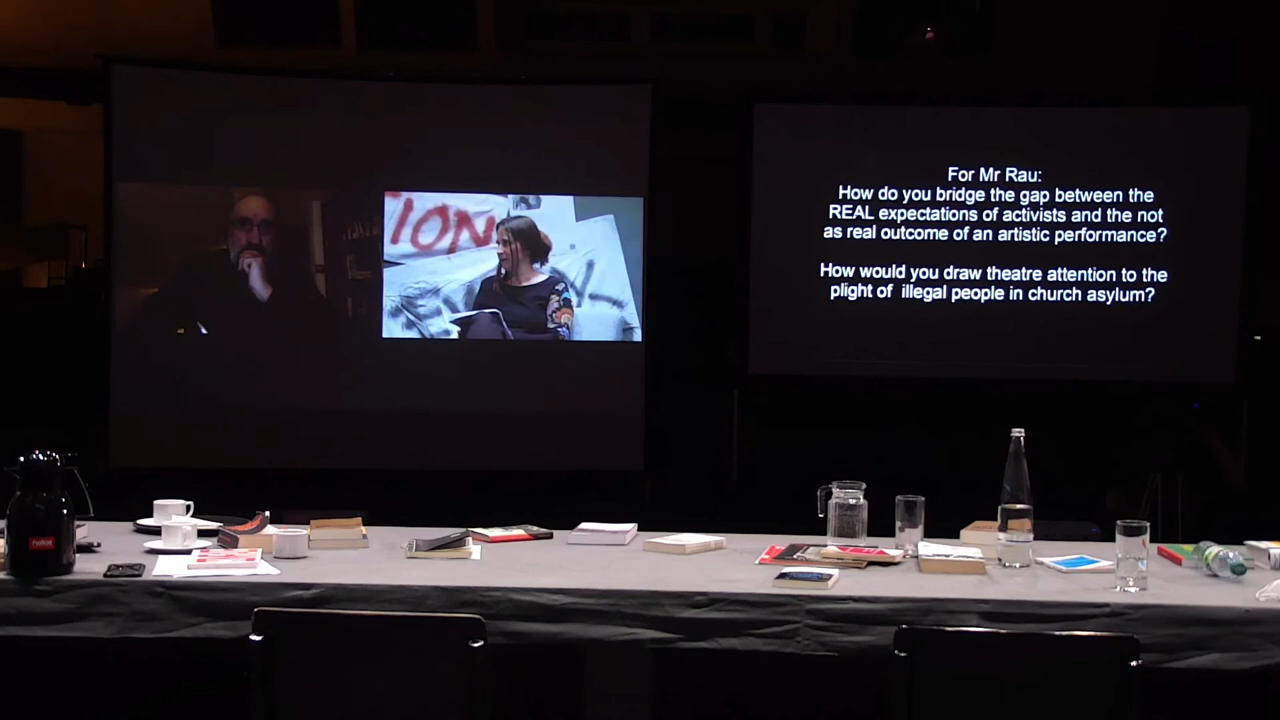 ION
For Mr Rau:
How do you bridge the gap between the
REAL expectations of activists and the not
as real outcome of an artistic performance?
How would you draw theatre attention to the
plight of illegal people in church asylum?